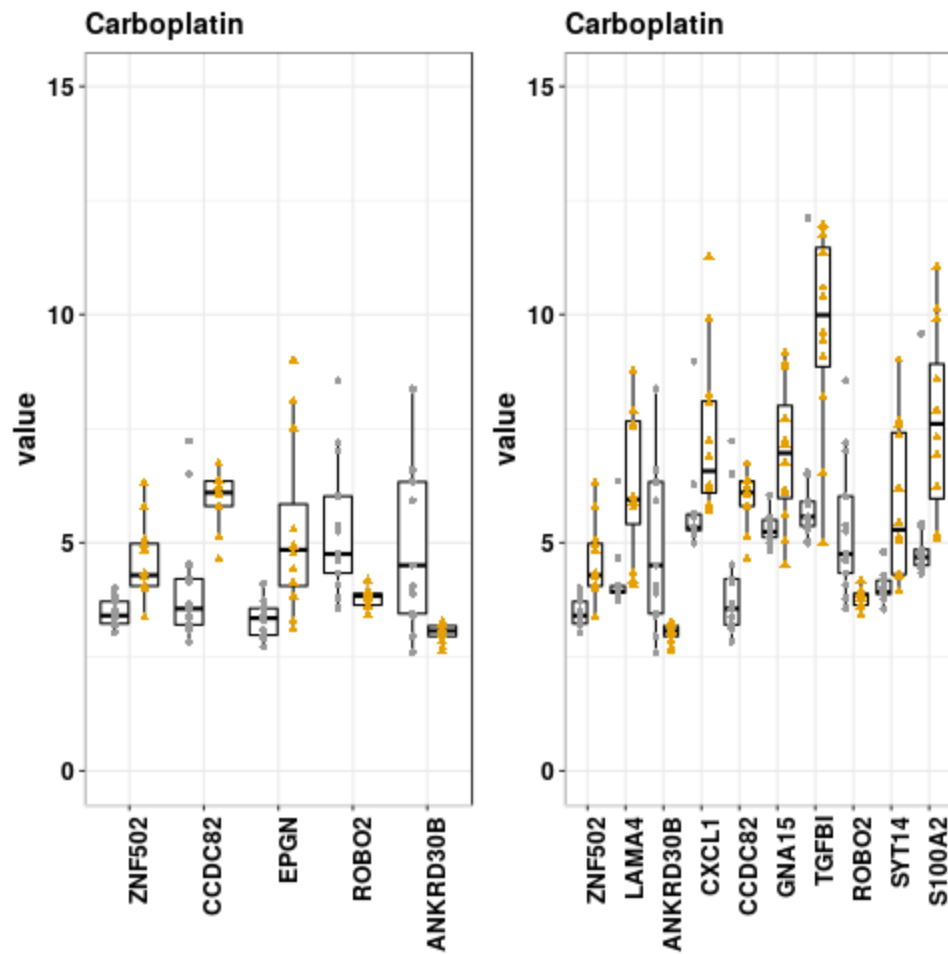 Carboplatin
value
15
10
5
0
ZNF502
CCDC82
EPGN
ROBO2
ANKRD30B
Carboplatin
value
15
10
5
0
ZNF502
LAMA4
ANKRD30B
CXCL1
CCDC82
GNA15
TGFBI
ROBO2
SYT14
S100A2